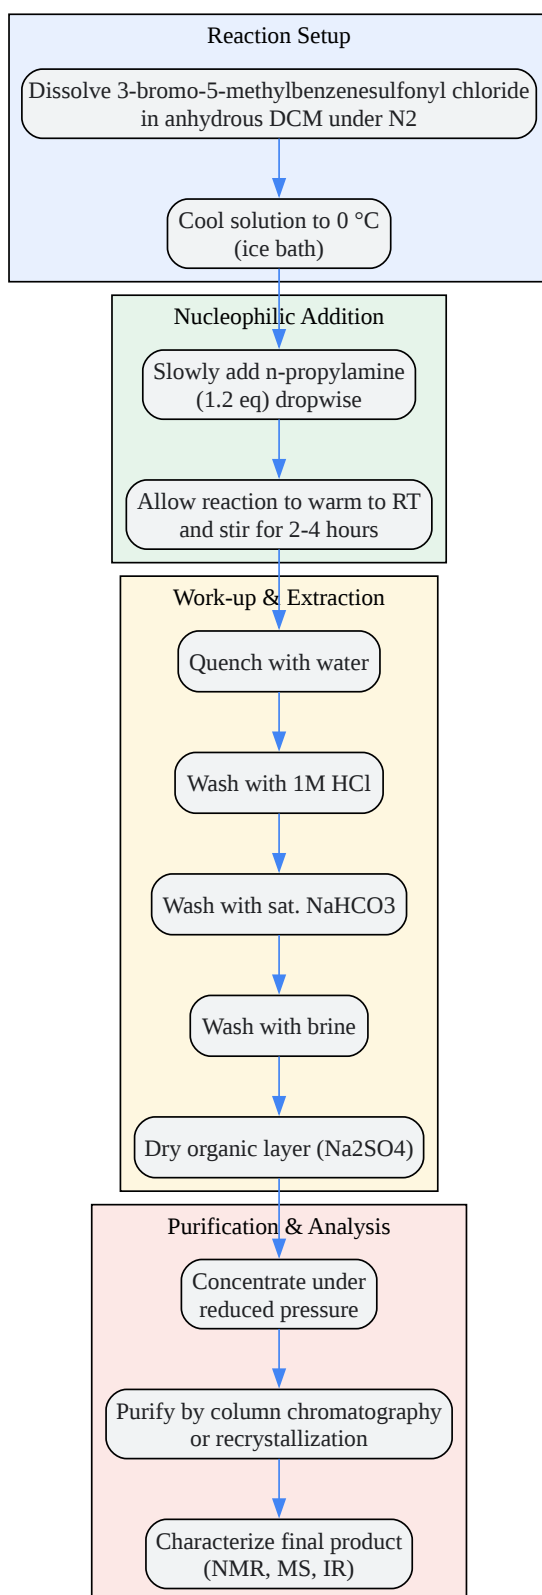 Reaction Setup
Dissolve 3-bromo-5-methylbenzenesulfonyl chloride
in anhydrous DCM under N2
Cool solution to 0 °C
(ice bath)
Nucleophilic Addition
Slowly add n-propylamine
(1.2 eq) dropwise
Allow reaction to warm to RT
and stir for 2-4 hours
Work-up & Extraction
Quench with water
Wash with 1M HCl
Wash with sat. NaHCO3
Wash with brine
Dry organic layer (Na2SO4)
Purification & Analysis
Concentrate under
reduced pressure
Purify by column chromatography
or recrystallization
Characterize final product
(NMR, MS, IR)